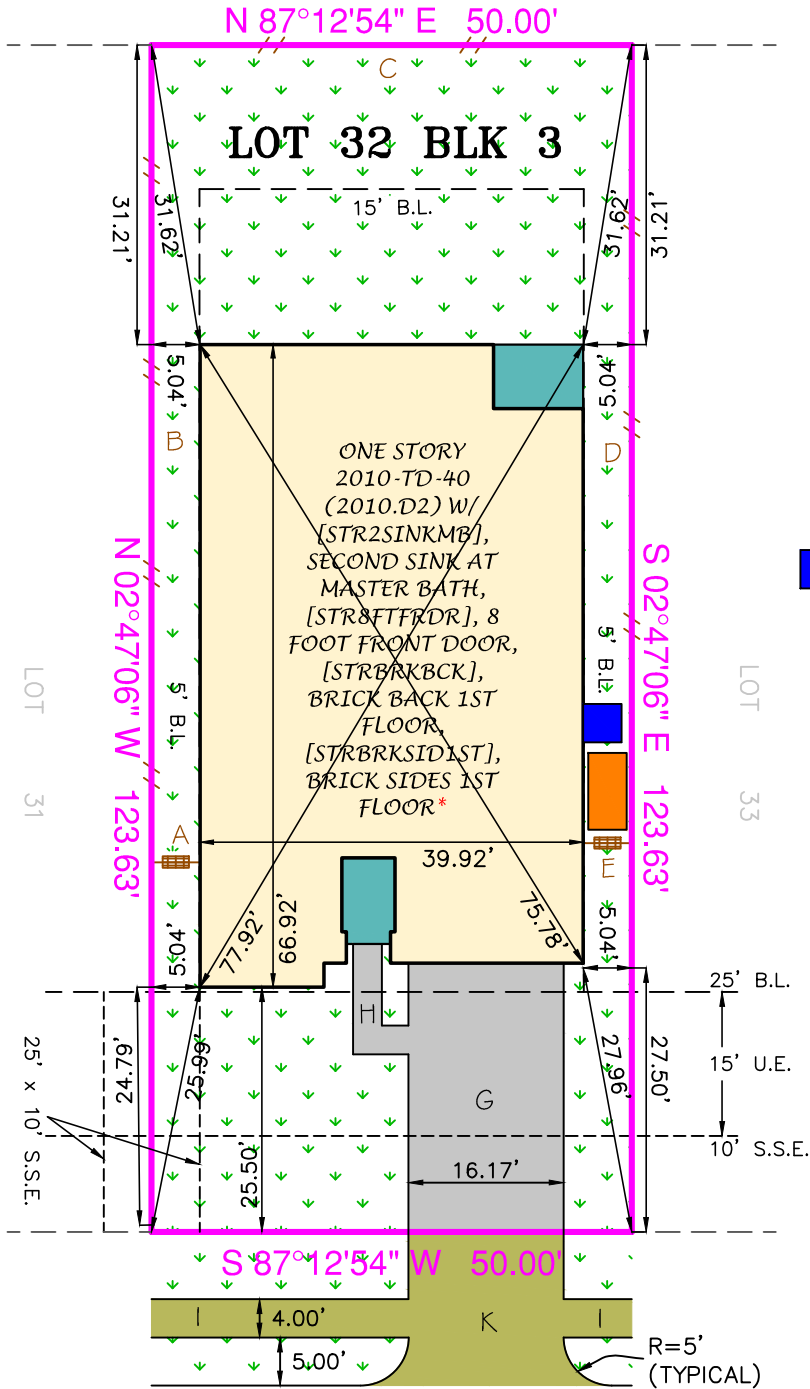 N 87°12'54" E 50.00'
C
LOT 32 BLK 3
15' B.L.
31.21'
31.62'
31.62'
31.21'
5.04'
5.04'
B
D
ONE STORY
2010-TD-40
(2010.D2) W/
[STR2SINKMB],
SECOND SINK AT
MASTER BATH,
[STR8FTFRDR], 8
FOOT FRONT DOOR,
[STRBRKBCK],
BRICK BACK 1ST
FLOOR,
[STRBRKSID1ST],
BRICK SIDES 1ST
FLOOR*
N 02°47'06" W 123.63'
S 02°47'06" E 123.63'
LOT 31
LOT 33
5' B.L.
5' B.L.
A
E
39.92'
77.92'
66.92'
75.78'
5.04'
5.04'
25' B.L.
H
15' U.E.
G
10' S.S.E.
25' x 10' S.S.E.
24.79'
25.99'
25.50'
27.96'
27.50'
16.17'
S 87°12'54" W 50.00'
I
4.00'
K
I
5.00'
R=5'
(TYPICAL)